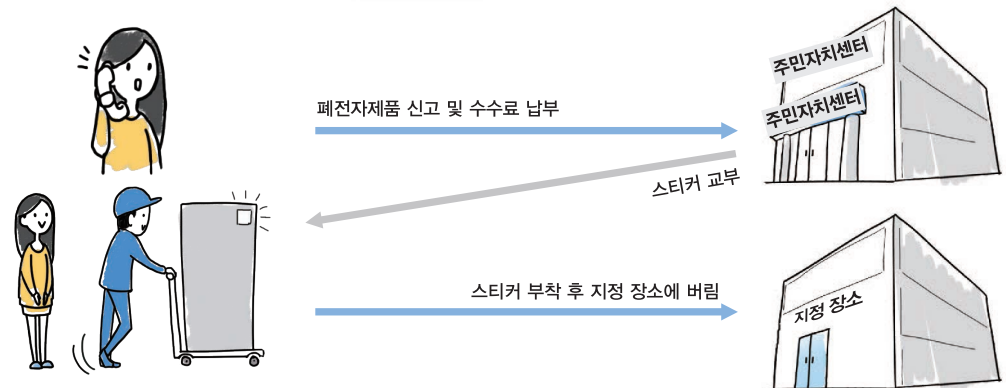 주민자치센터
주민자치센터
폐전자제품 신고 및 수수료 납부
스티커 교부
스티커 부착 후 지정 장소에 버림
지정 장소